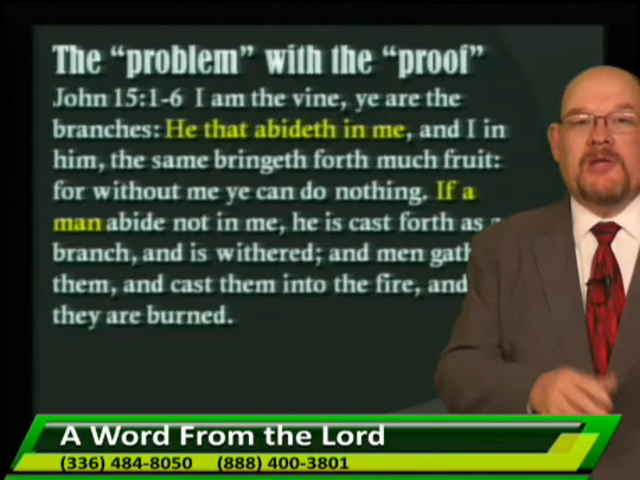 The “problem” with the “proof”
John 15:1-6 I am the vine, ye are the
branches: He that abideth in me, and I in
him, the same bringeth forth much fruit:
for without me ye can do nothing. If a
man abide not in me, he is cast forth as
branch, and is withered; and men
them, and cast them into the fire, and
they are burned.
A Word From the Lord
(336) 484-8050 (888) 400-3801